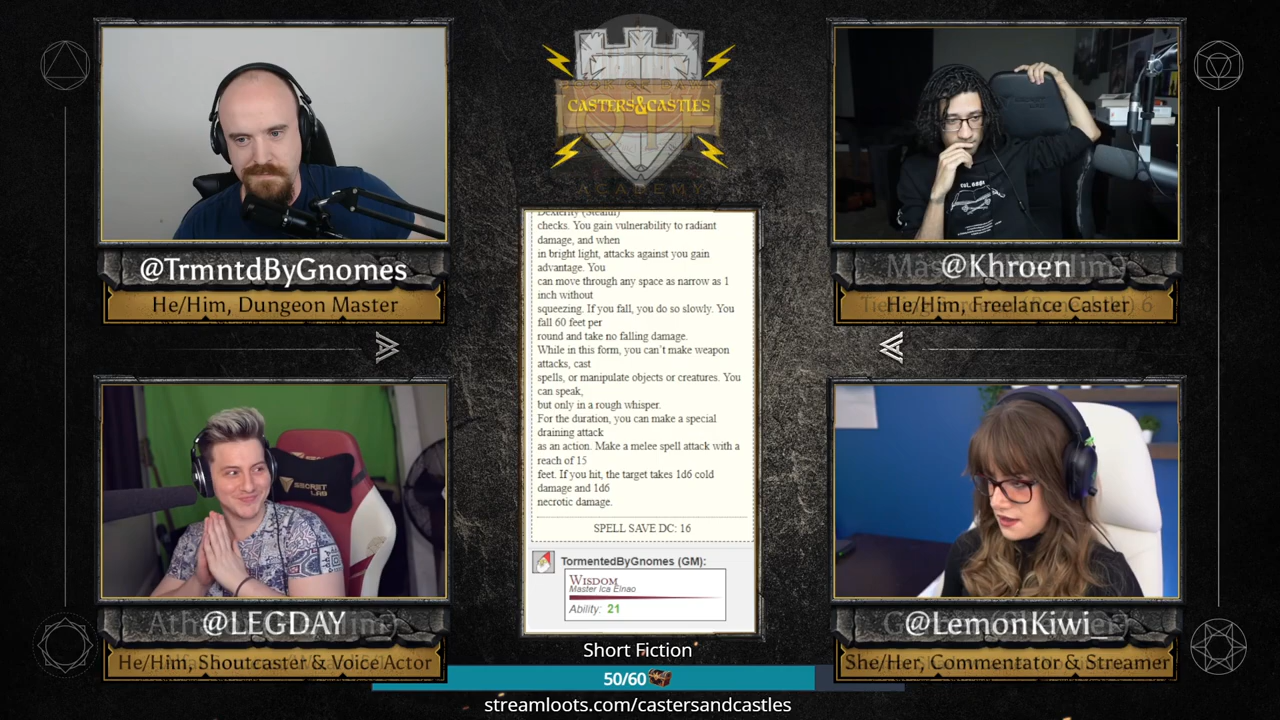 CASTERS&CASTLES
ACADEMY
@TrmntdByGnomes
He/Him, Dungeon Master
@Khroen
He/Him, Freelance Caster
Dexterity (Stealth)
checks. You gain vulnerability to radiant
damage, and when
in bright light, attacks against you gain
advantage. You
can move through any space as narrow as 1
inch without
squeezing. If you fall, you do so slowly. You
fall 60 feet per
round and take no falling damage.
While in this form, you can't make weapon
attacks, cast
spells, or manipulate objects or creatures. You
can speak,
but only in a rough whisper.
For the duration, you can make a special
draining attack
as an action. Make a melee spell attack with a
reach of 15
feet. If you hit, the target takes 1d6 cold
damage and 1d6
necrotic damage.
SPELL SAVE DC: 16
TormentedByGnomes (GM):
WISDOM
Master Ica Elnao
Ability: 21
SECRET
LAB
@LEGDAY
He/Him, Shoutcaster & Voice Actor
@LemonKiwi_
She/Her, Commentator & Streamer
Short Fiction
50/60
streamloots.com/castersandcastles